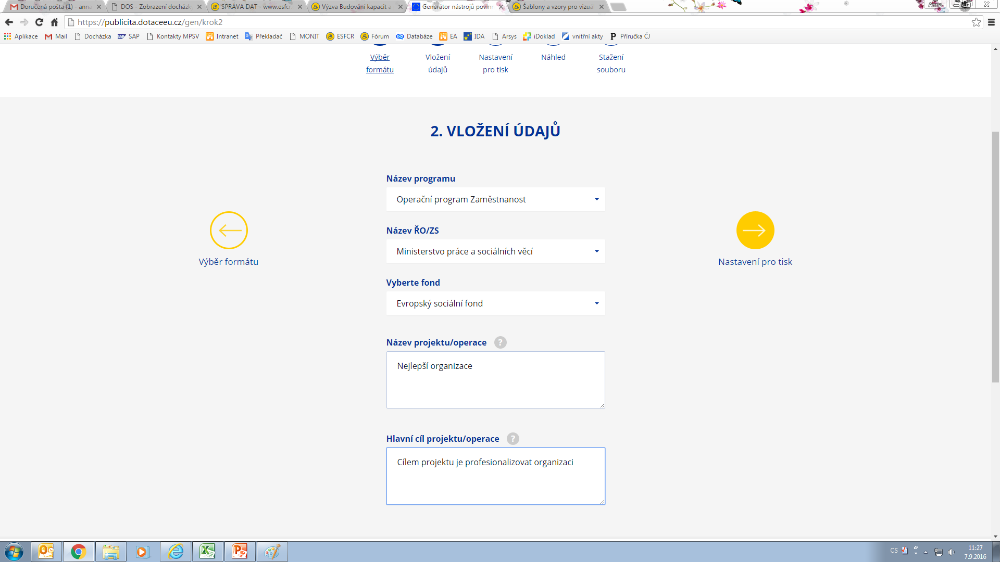 Doručená pošta (1) - anna
DOS - Zobrazení docházk
SPRÁVA DAT - www.esfcr
Výzva Budování kapacit a
Generátor nástrojů povinn
Šablony a vzory pro vizuál
Anna
https://publicita.dotaceeu.cz/gen/krok2
Aplikace Mail Docházka SAP Kontakty MPSV Intranet Překladač MONIT ESFCR Fórum Databáze EA IDA Arsys iDoklad vnitřní akty Příručka ČJ
Výběr formátu
Vložení údajů
Nastavení pro tisk
Náhled
Stažení souboru
2. VLOŽENÍ ÚDAJŮ
Název programu
Operační program Zaměstnanost
Název ŘO/ZS
Ministerstvo práce a sociálních věcí
Výběr formátu
Nastavení pro tisk
Vyberte fond
Evropský sociální fond
Název projektu/operace ?
Nejlepší organizace
Hlavní cíl projektu/operace ?
Cílem projektu je profesionalizovat organizaci
CS
11:27
7.9.2016